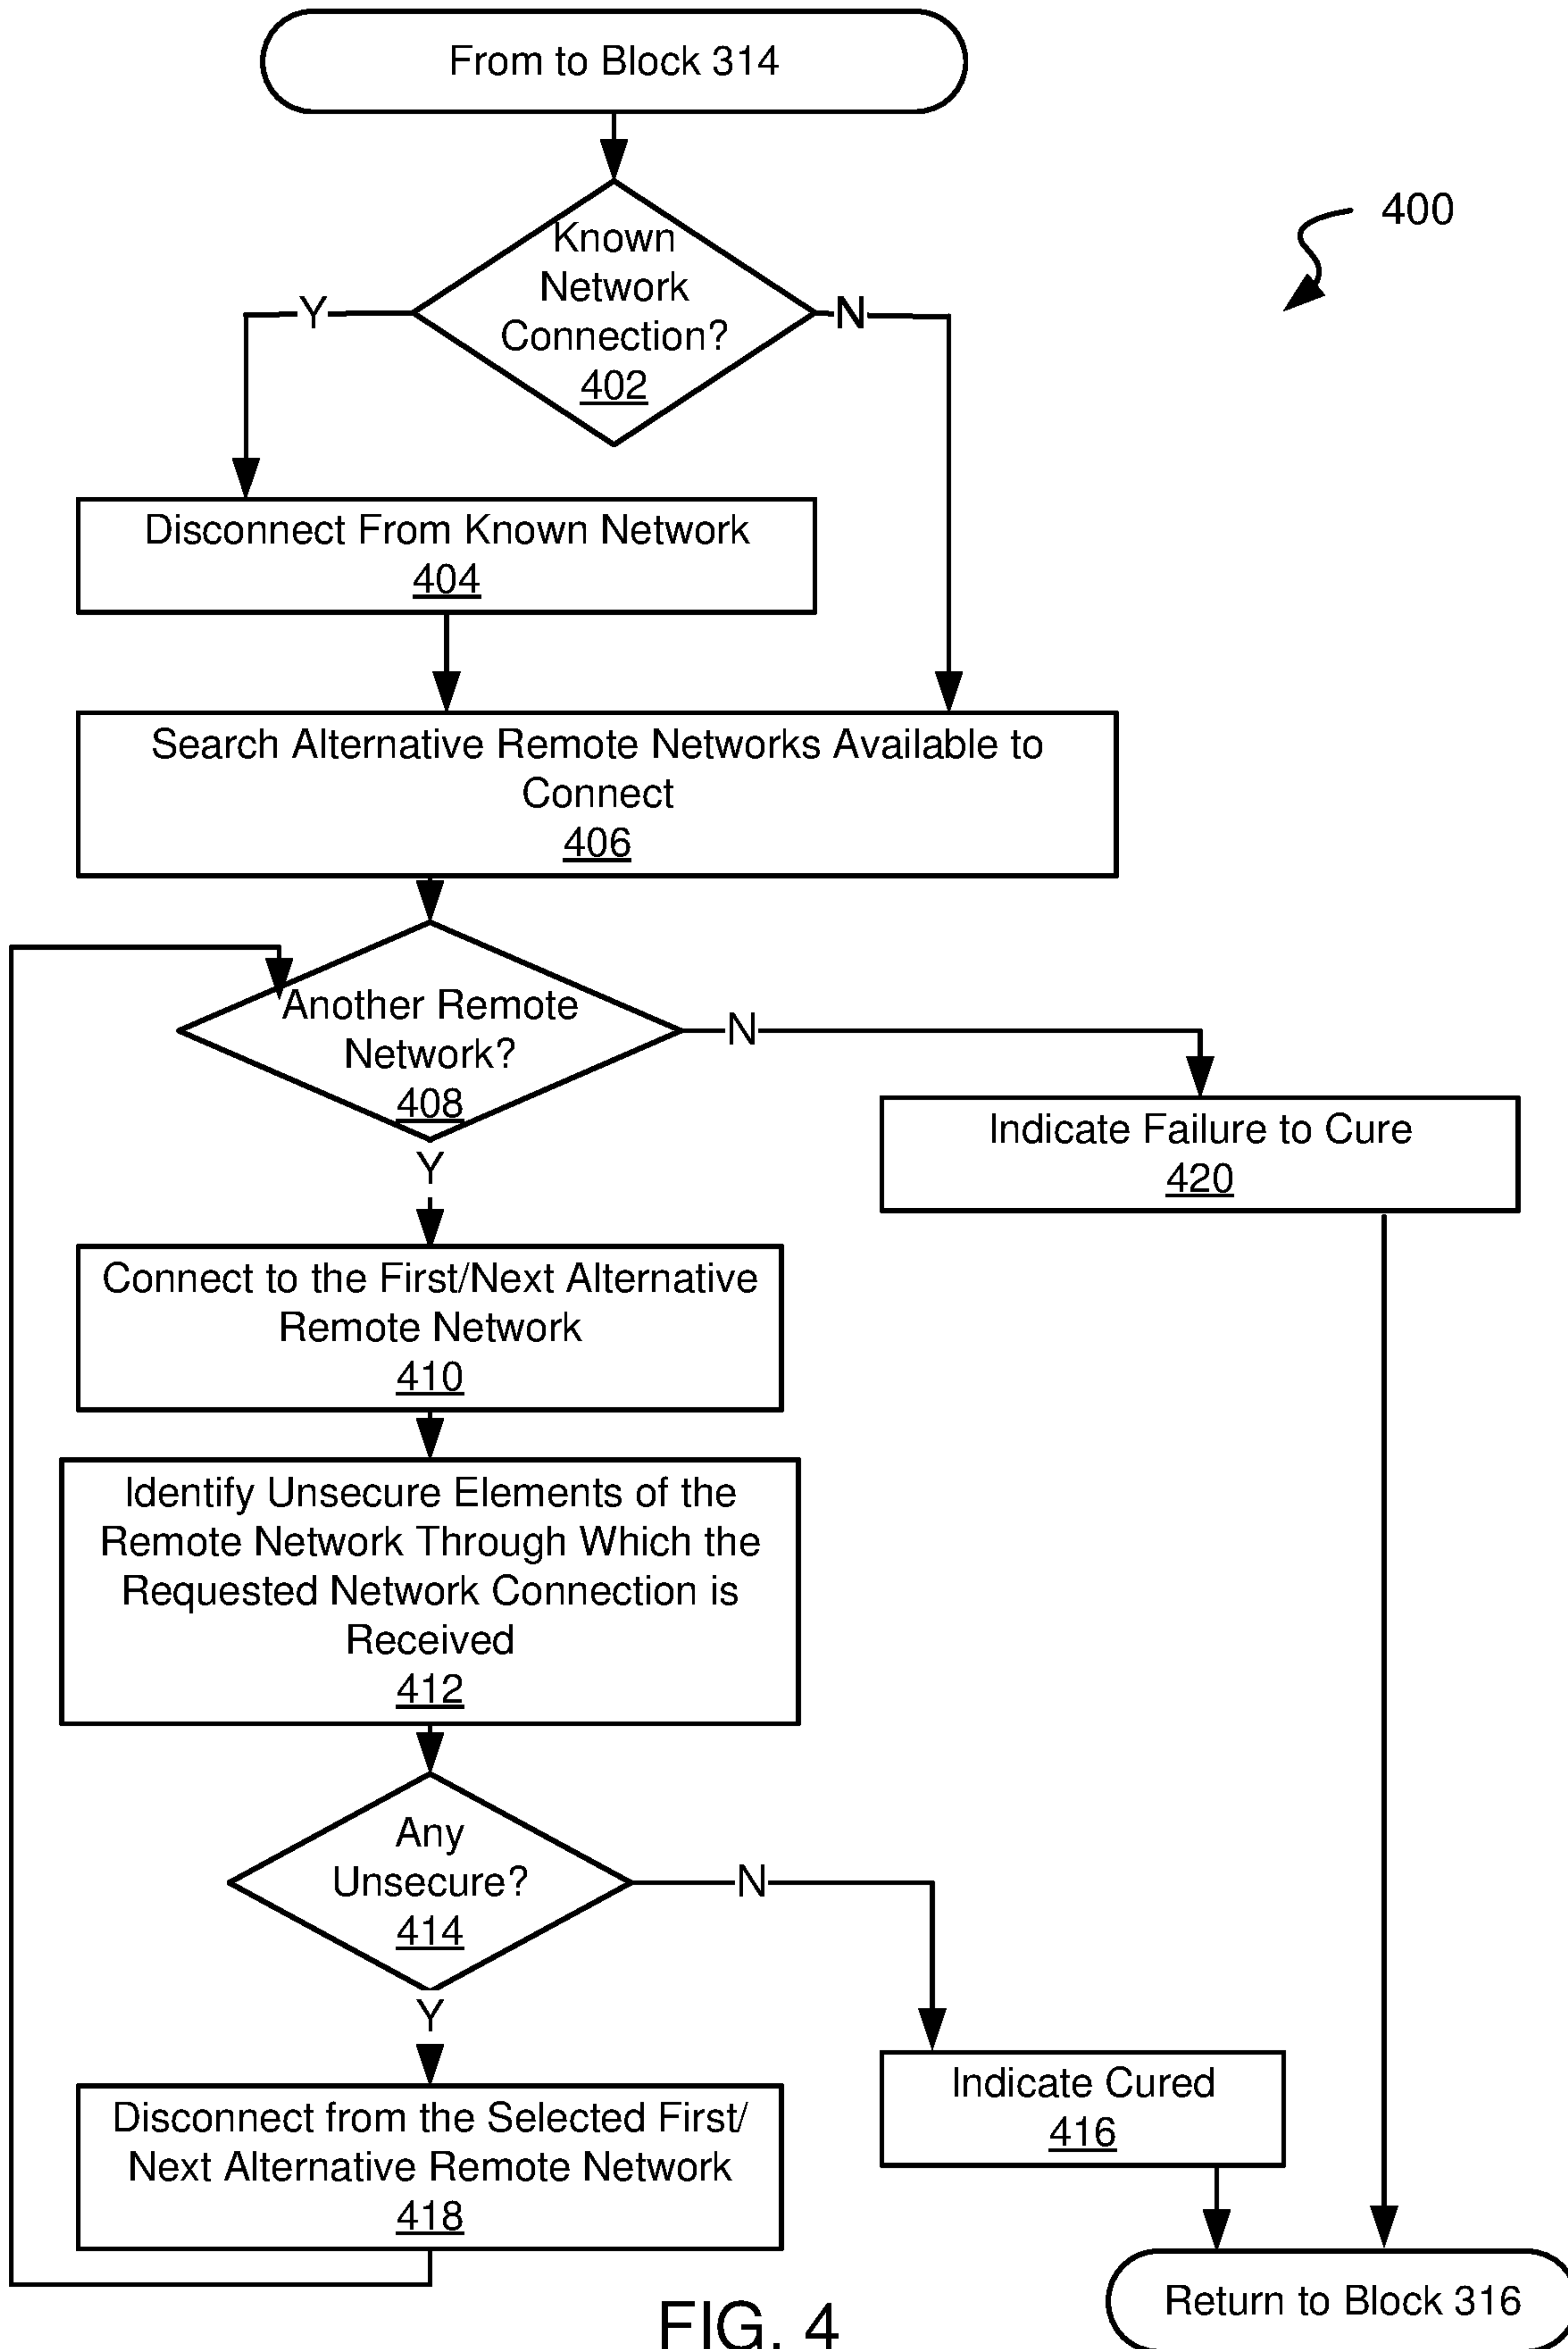 From to Block 314
400
Known
Network
Connection?
402
Y
N
Disconnect From Known Network
404
Search Alternative Remote Networks Available to
Connect
406
Another Remote
Network?
408
N
Y
Indicate Failure to Cure
420
Connect to the First/Next Alternative
Remote Network
410
Identify Unsecure Elements of the
Remote Network Through Which the
Requested Network Connection is
Received
412
Any
Unsecure?
414
N
Y
Indicate Cured
416
Disconnect from the Selected First/
Next Alternative Remote Network
418
Return to Block 316
FIG. 4